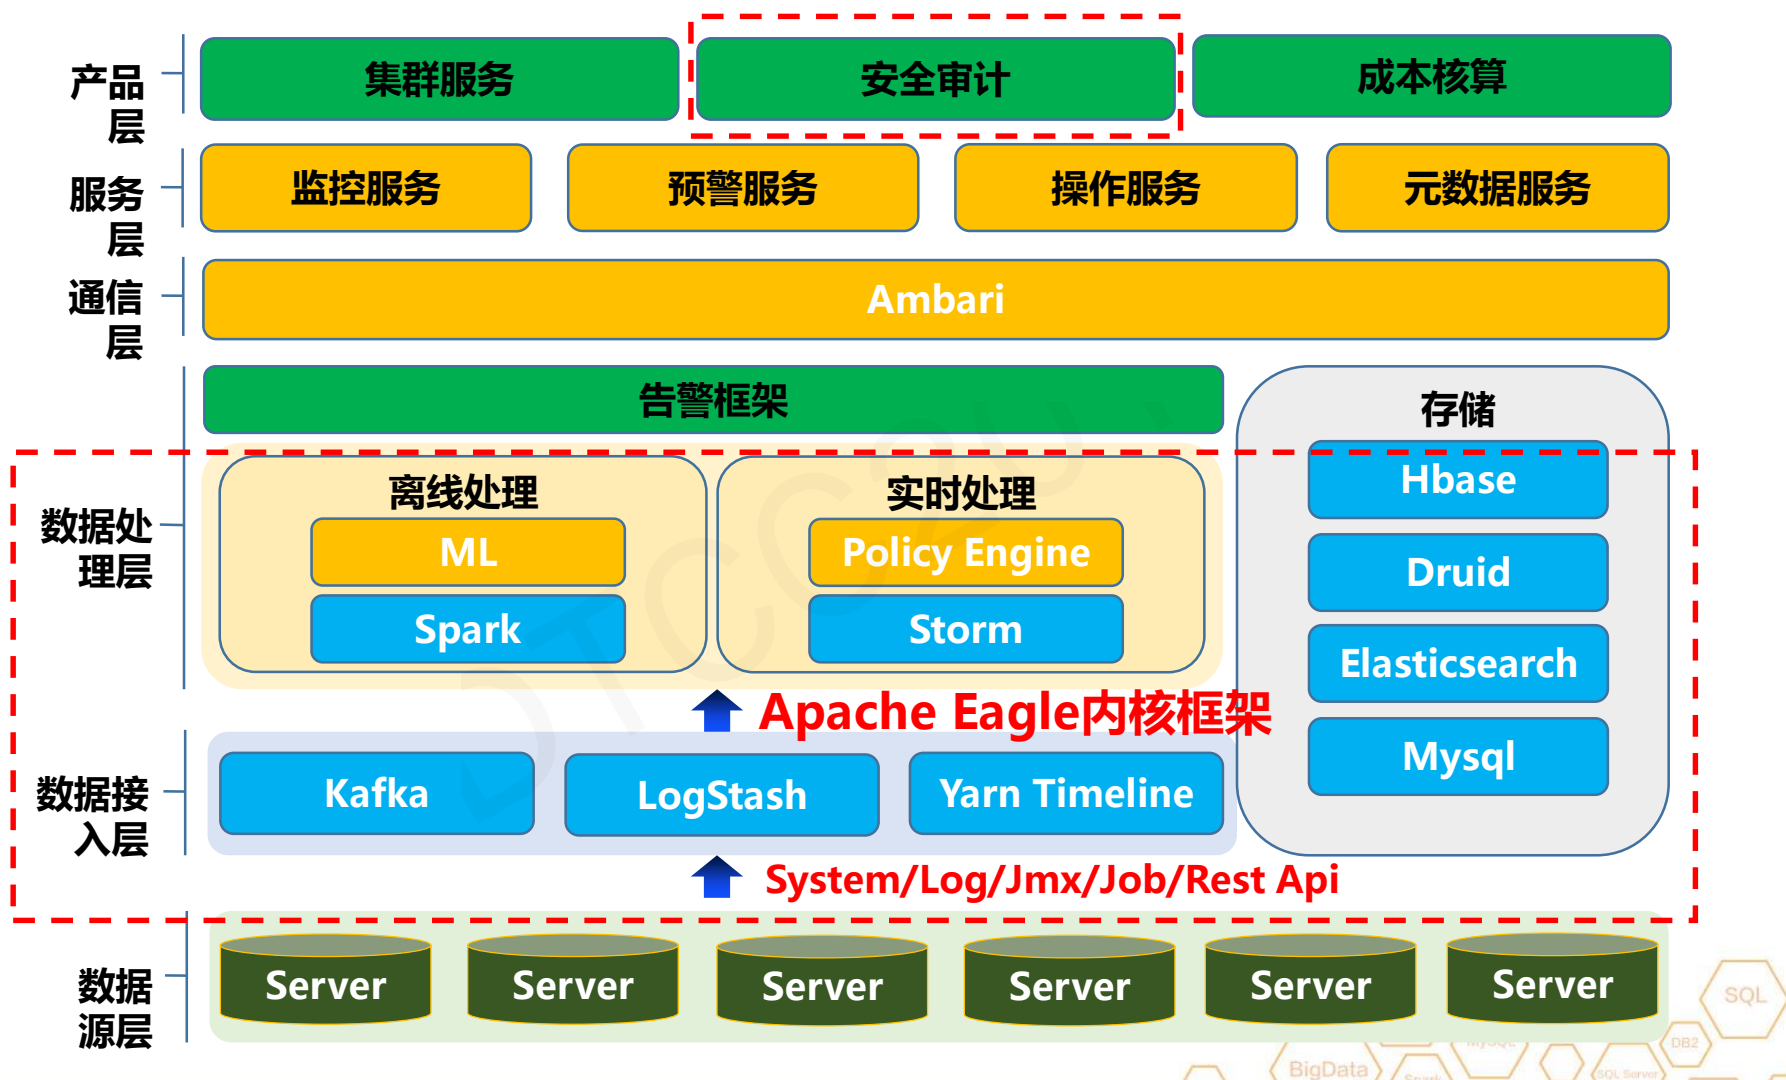 产品
层
集群服务
安全审计
成本核算
服务
层
监控服务
预警服务
操作服务
元数据服务
通信
层
Ambari
告警框架
存储
数据处
理层
离线处理
ML
Spark
实时处理
Policy Engine
Storm
Hbase
Druid
Elasticsearch
Mysql
Apache Eagle内核框架
数据接
入层
Kafka
LogStash
Yarn Timeline
System/Log/Jmx/Job/Rest Api
数据
源层
Server
Server
Server
Server
Server
Server
SQL
DB2
MySQL
BigData
Spark
SQL Server